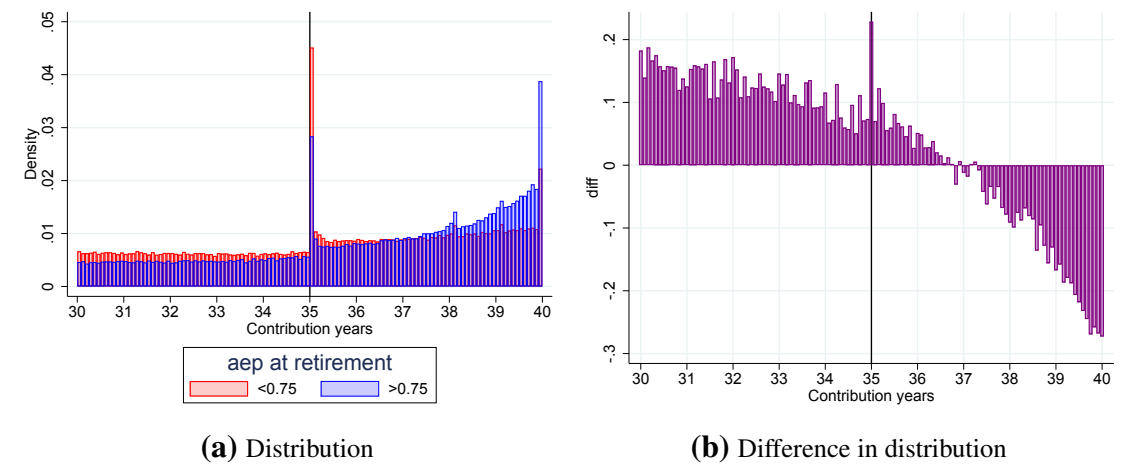 .05
.04
.03
.02
.01
0
Density
30 31 32 33 34 35 36 37 38 39 40
Contribution years
aep at retirement
<0.75 >0.75
(a) Distribution
.2
.1
0
-.1
-.2
-.3
diff
30 31 32 33 34 35 36 37 38 39 40
Contribution years
(b) Difference in distribution